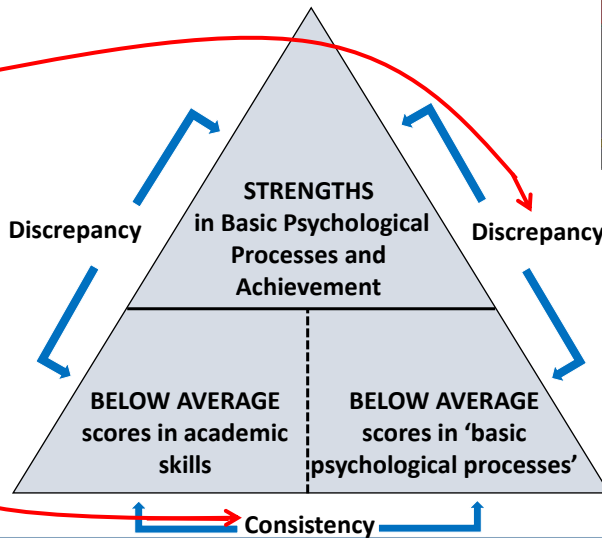 STRENGTHS
in Basic Psychological
Processes and
Achievement
Discrepancy
Discrepancy
BELOW AVERAGE
scores in academic
skills
BELOW AVERAGE
scores in ‘basic
psychological processes’
Consistency